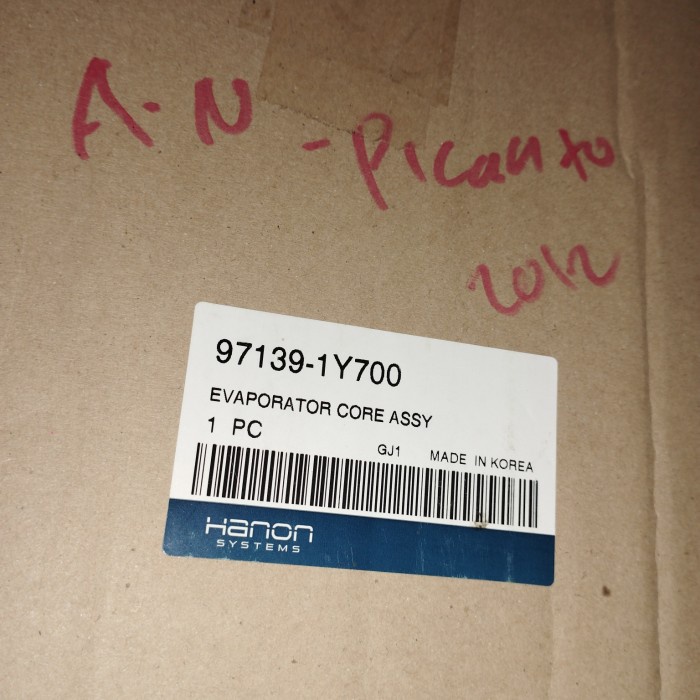 A-N - Picanto
2012
97139-1Y700
EVAPORATOR CORE ASSY
1 PC
GJ1 MADE IN KOREA
Hanon
SYSTEMS